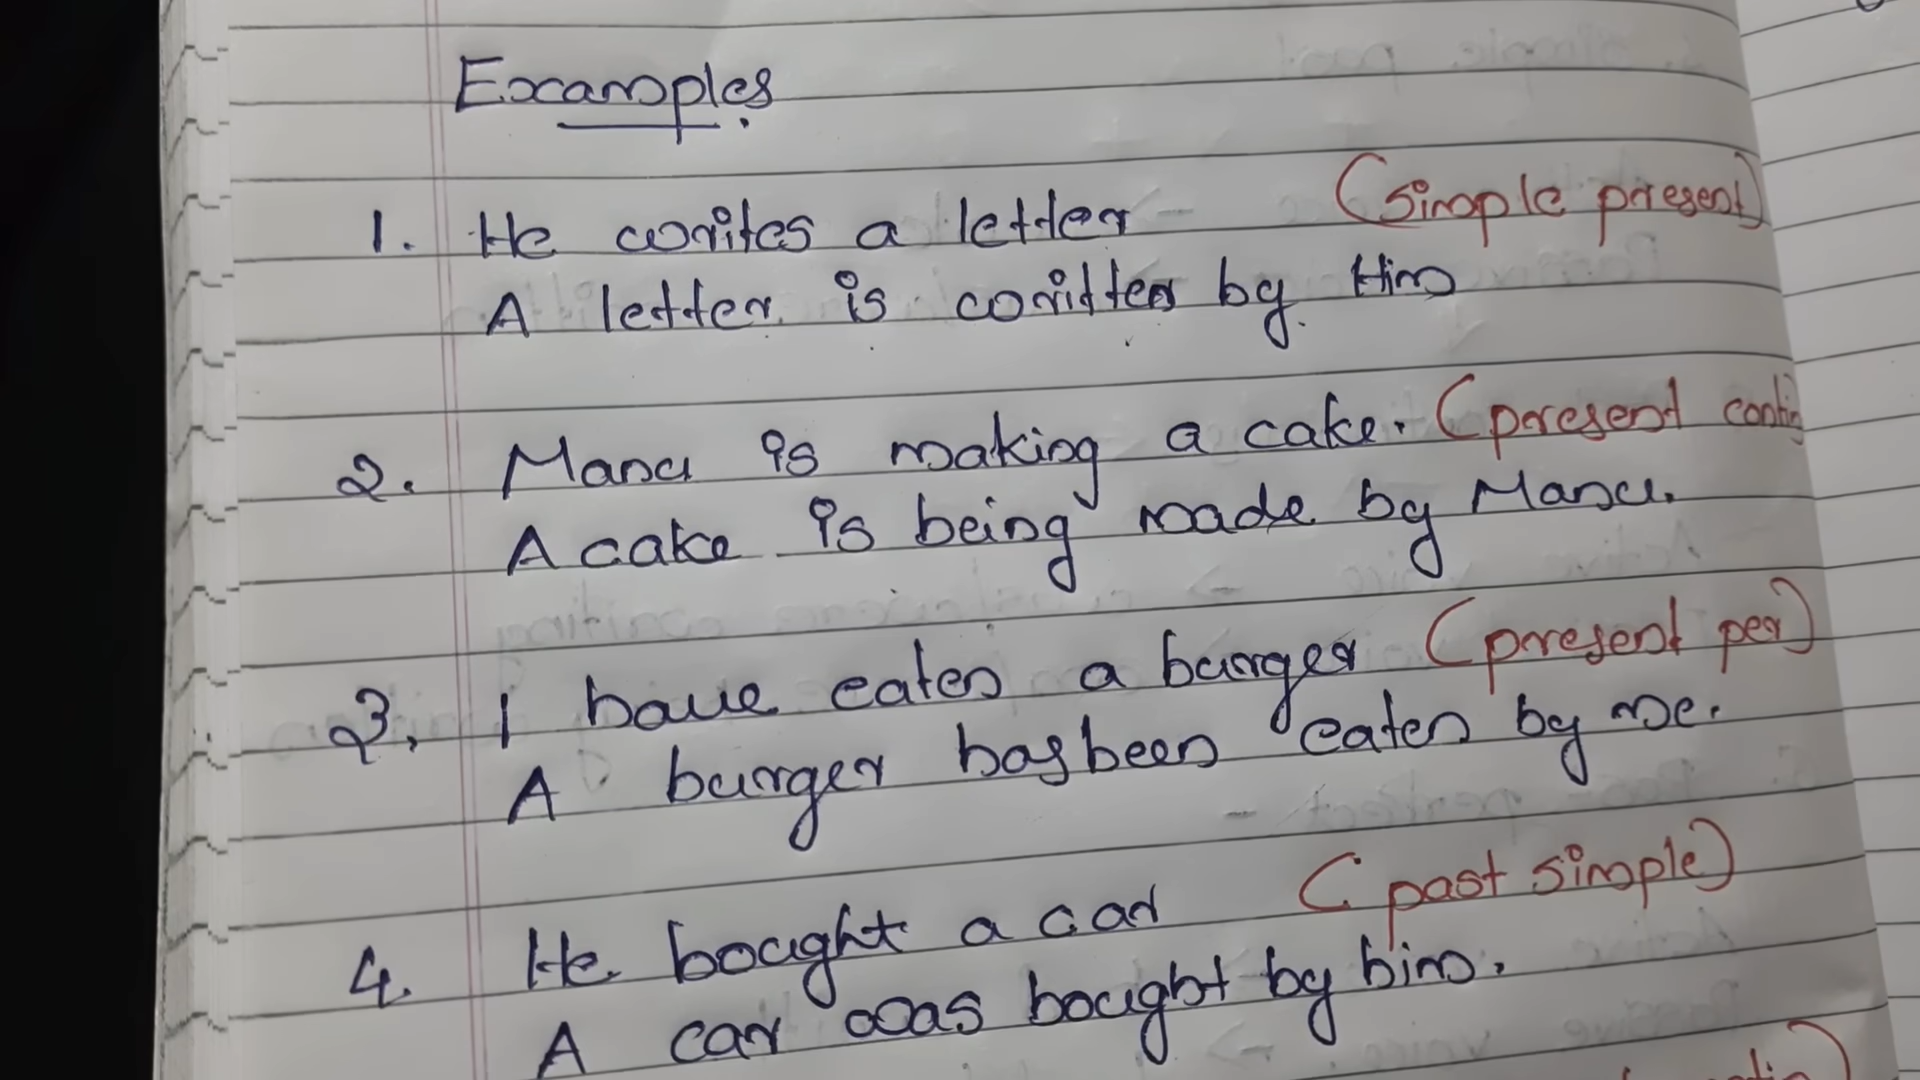 Examples
1. He writes a letter - (simple present)
A letter is written by Him
2. Manu is making a cake. (present contin
A cake is being made by Manu.
3, I have eaten a burger (present per)
A burger has been eaten by me.
4. He bought a car (past simple)
A car was bought by him.